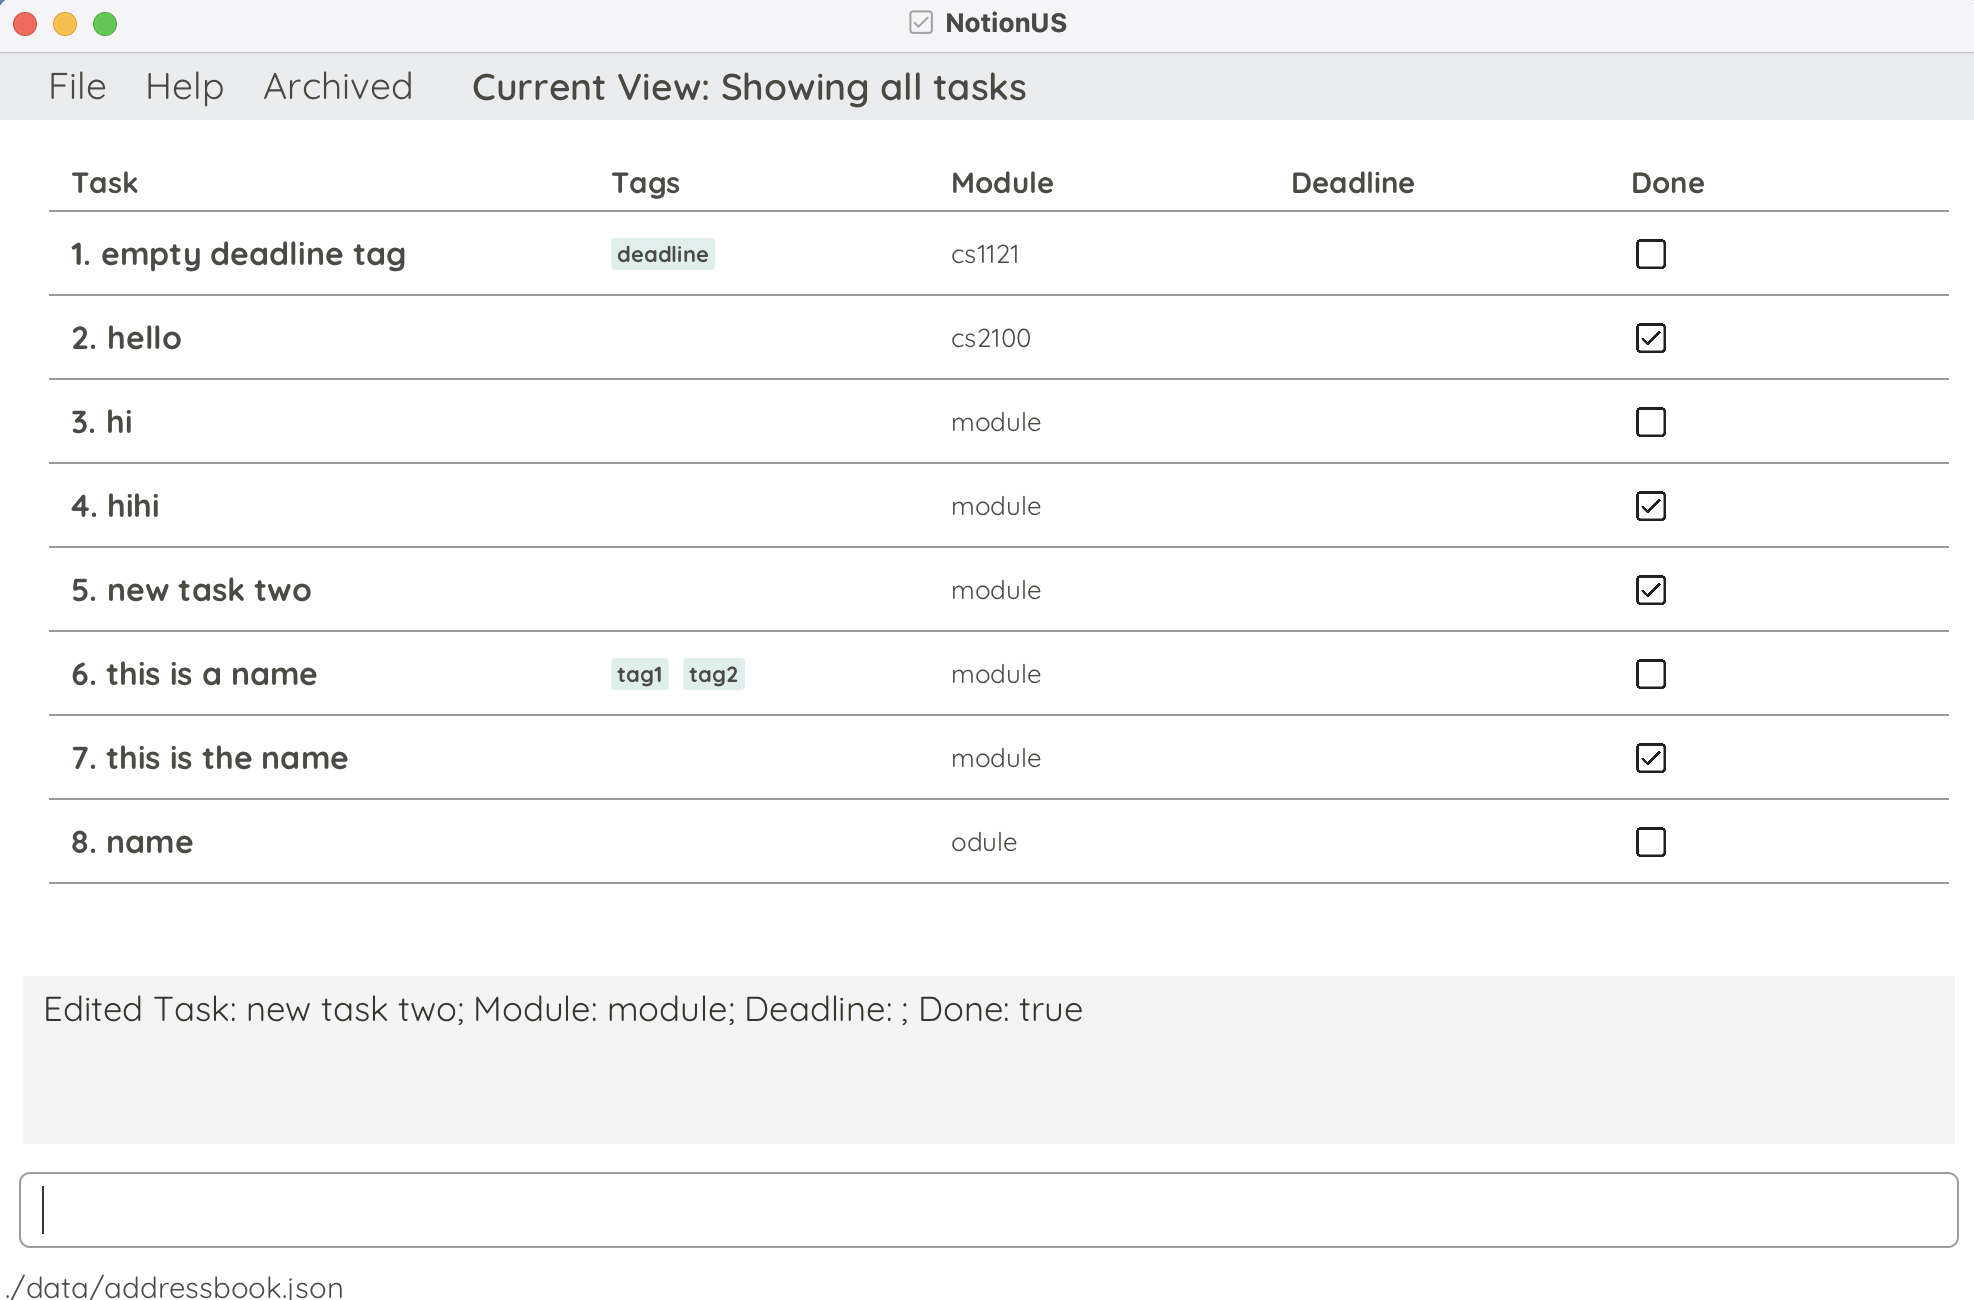 NotionUS
File Help Archived Current View: Showing all tasks
Task Tags Module Deadline Done
1. empty deadline tag deadline cs1121
2. hello cs2100
3. hi module
4. hihi module
5. new task two module
6. this is a name tag1 tag2 module
7. this is the name module
8. name odule
Edited Task: new task two; Module: module; Deadline: ; Done: true
./data/addressbook.json